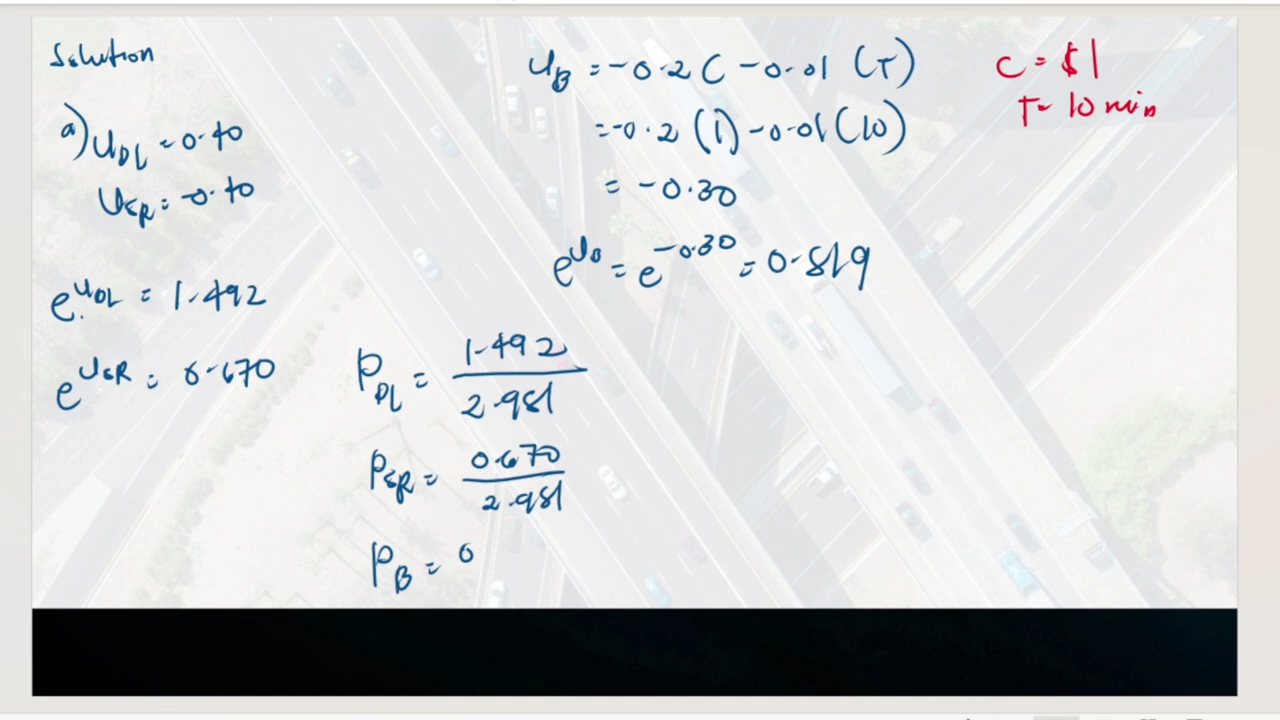 Solution
a) U_DL = 0.40
U_SR = -0.40
e^U_DL = 1.492
e^U_SR = 0.670
U_B = -0.2 C - 0.01 (T)
= -0.2 (1) - 0.01 (10)
= -0.30
e^U_B = e^-0.30 = 0.819
C = $1
T = 10 min
P_DL = 1.492 / 2.981
P_SR = 0.670 / 2.981
P_B = 0